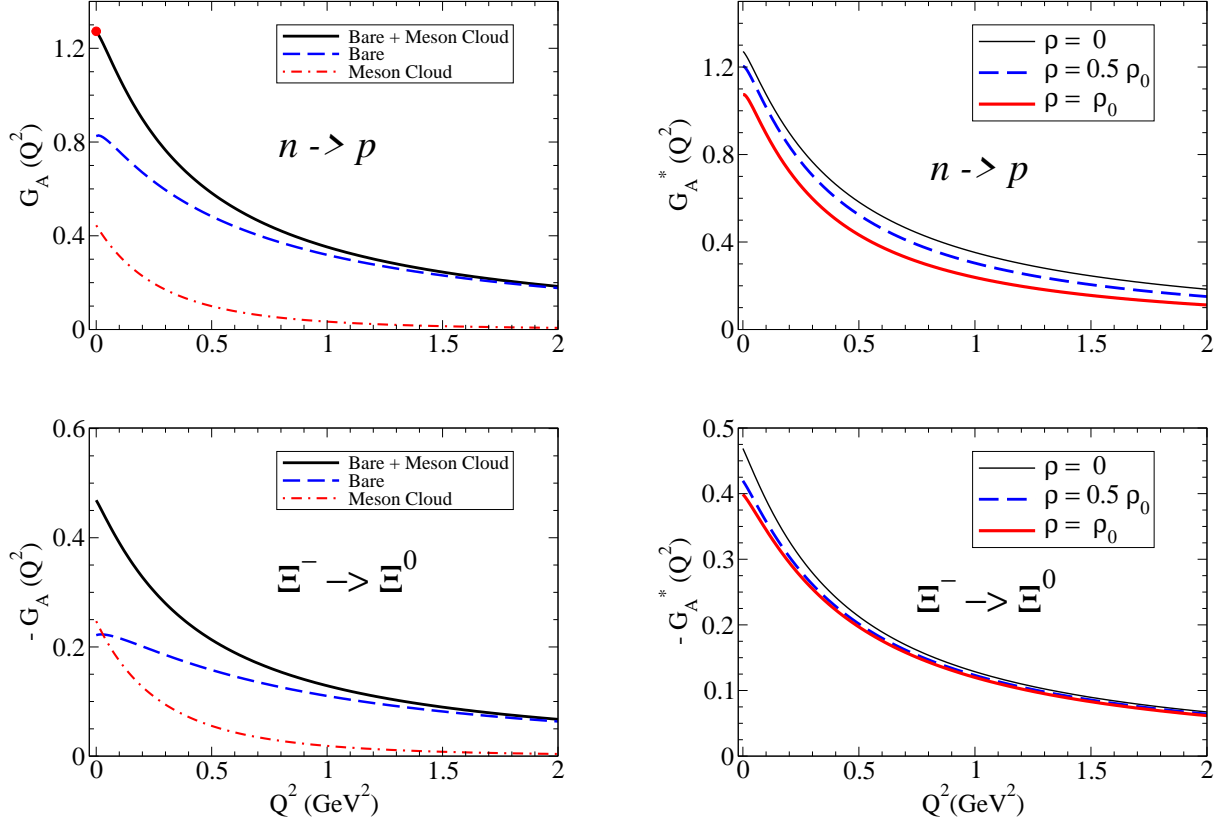 G_A (Q^2)
1.2
0.8
0.4
0
Bare + Meson Cloud
Bare
Meson Cloud
n -> p
0 0.5 1 1.5 2
G_A^* (Q^2)
1.2
0.8
0.4
0
ρ = 0
ρ = 0.5 ρ_0
ρ = ρ_0
n -> p
0 0.5 1 1.5 2
- G_A (Q^2)
0.6
0.4
0.2
0
Bare + Meson Cloud
Bare
Meson Cloud
Ξ^- -> Ξ^0
0 0.5 1 1.5 2
Q^2 (GeV^2)
- G_A^* (Q^2)
0.5
0.4
0.3
0.2
0.1
0
ρ = 0
ρ = 0.5 ρ_0
ρ = ρ_0
Ξ^- -> Ξ^0
0 0.5 1 1.5 2
Q^2(GeV^2)